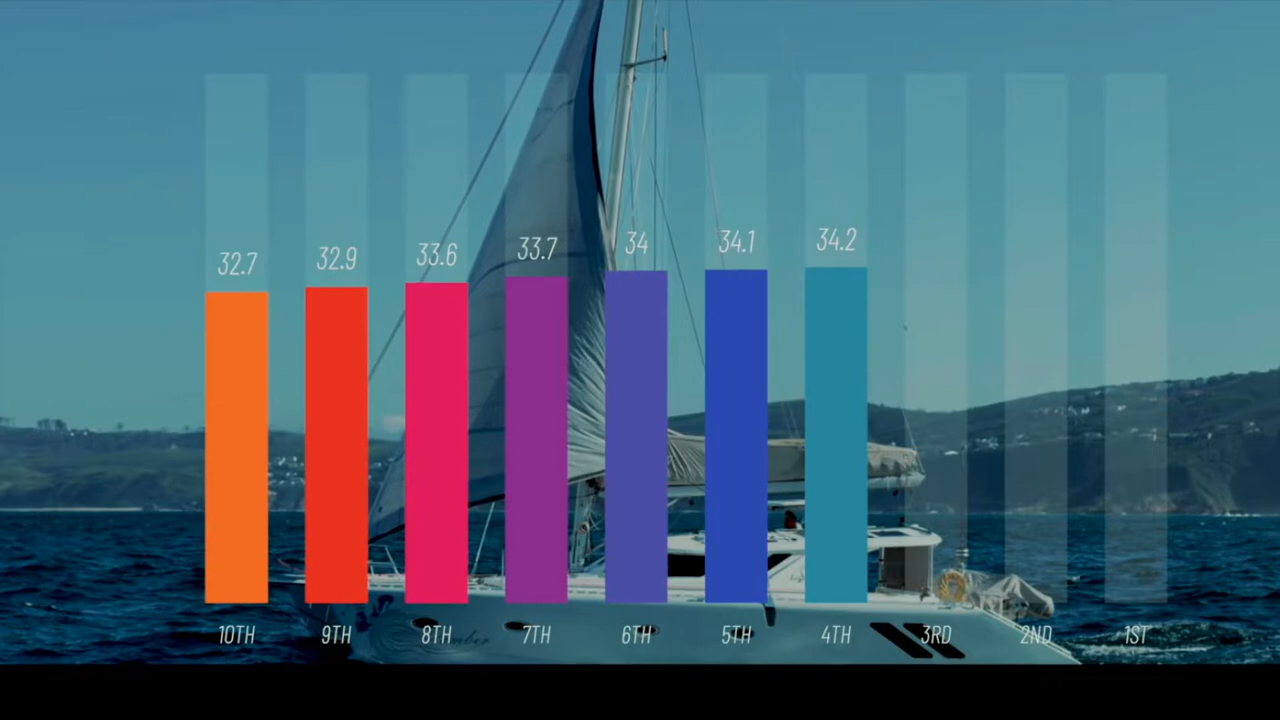 32.7
32.9
33.6
33.7
34
34.1
34.2
10TH
9TH
8TH
7TH
6TH
5TH
4TH
3RD
2ND
1ST